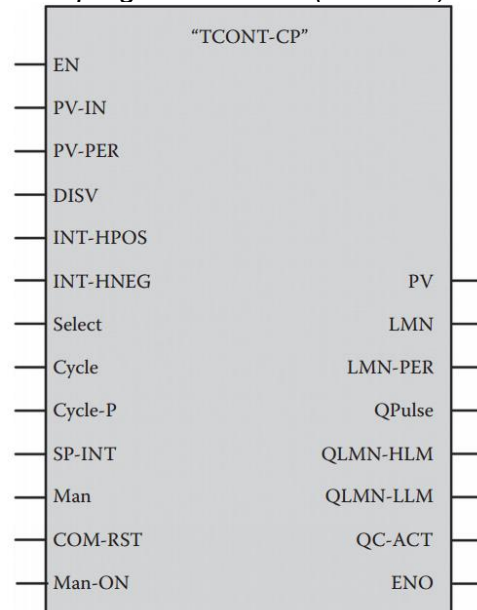 “TCONT-CP”
EN
PV-IN
PV-PER
DISV
INT-HPOS
INT-HNEG PV
Select LMN
Cycle LMN-PER
Cycle-P QPulse
SP-INT QLMN-HLM
Man QLMN-LLM
COM-RST QC-ACT
Man-ON ENO